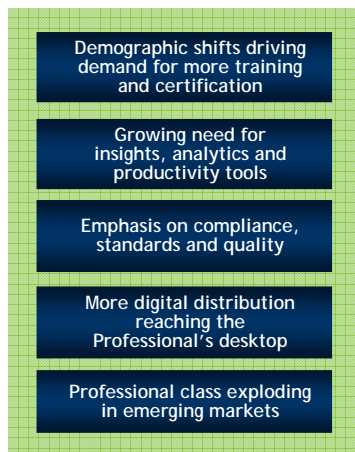 Demographic shifts driving
demand for more training
and certification
Growing need for
insights, analytics and
productivity tools
Emphasis on compliance,
standards and quality
More digital distribution
reaching the
Professional's desktop
Professional class exploding
in emerging markets